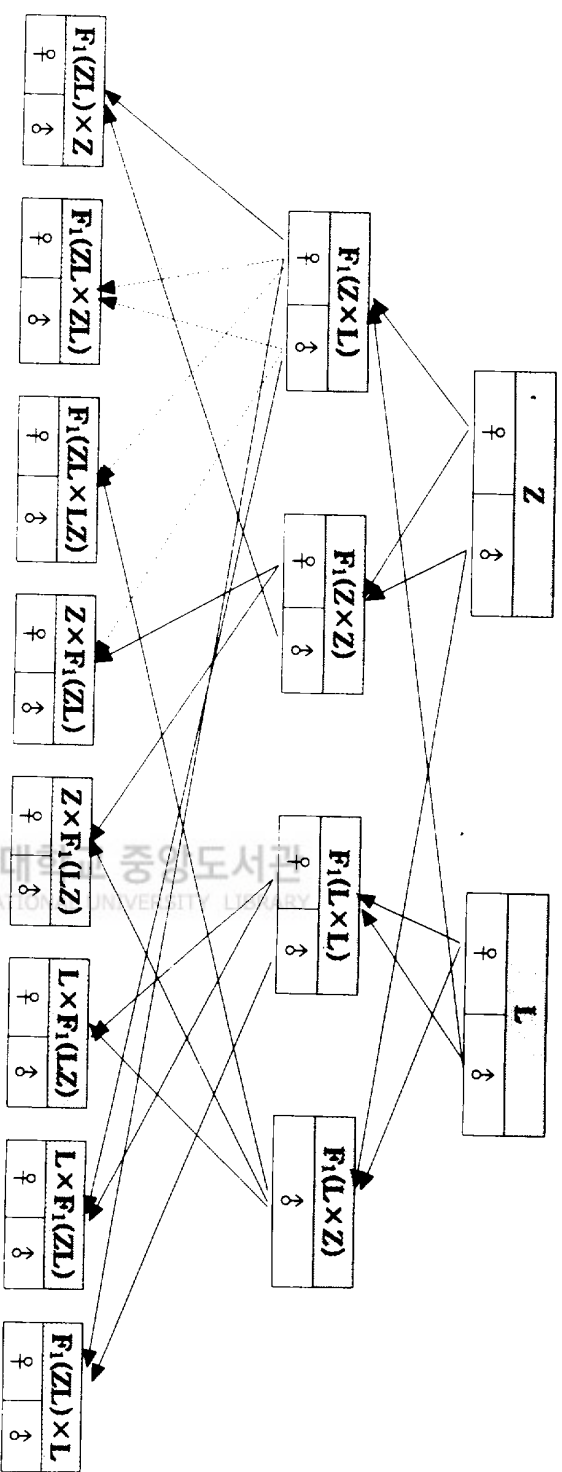 Z
♀ ♂
L
♀ ♂
F₁(Z×L)
♀ ♂
F₁(Z×Z)
♀ ♂
F₁(L×L)
♀ ♂
F₁(L×Z)
♂
F₁(ZL)×Z
♀ ♂
F₁(ZL×ZL)
♀ ♂
F₁(ZL×LZ)
♀ ♂
Z×F₁(ZL)
♀ ♂
Z×F₁(LZ)
♀ ♂
L×F₁(LZ)
♀ ♂
L×F₁(ZL)
♀ ♂
F₁(ZL)×L
♀ ♂
중앙도서관
UNIVERSITY LIBRARY